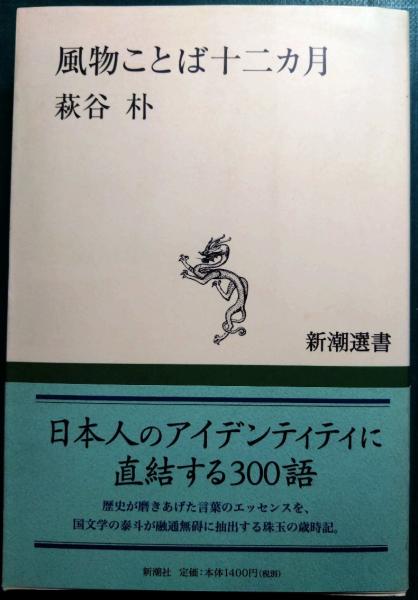 風物ことば十二カ月
萩谷 朴
新潮選書
日本人のアイデンティティに
直結する300語
歴史が磨きあげた言葉のエッセンスを、
国文学の泰斗が融通無碍に抽出する珠玉の歳時記。
新潮社 定価:本体1400円(税別)